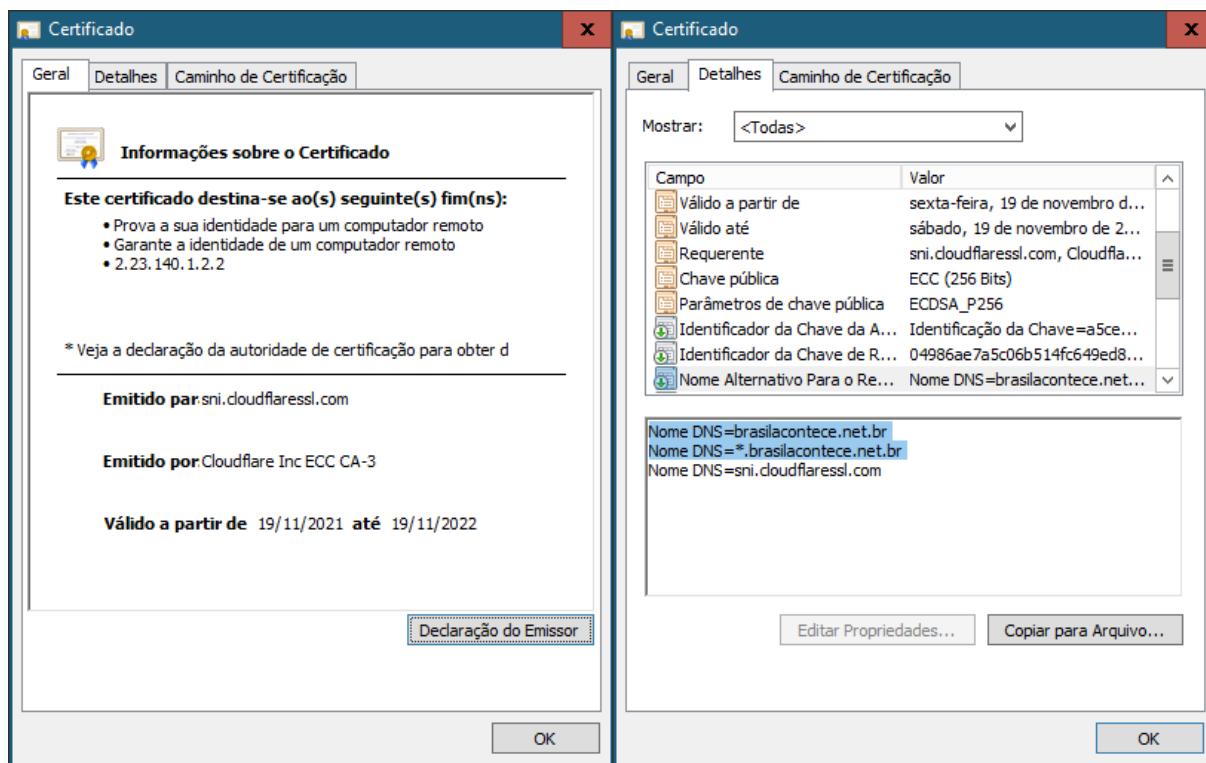 Certificado
x
Geral
Detalhes
Caminho de Certificação
Informações sobre o Certificado
Este certificado destina-se ao(s) seguinte(s) fim(ns):
• Prova a sua identidade para um computador remoto
• Garante a identidade de um computador remoto
• 2.23.140.1.2.2
* Veja a declaração da autoridade de certificação para obter d
Emitido par sni.cloudflaressl.com
Emitido por Cloudflare Inc ECC CA-3
Válido a partir de 19/11/2021 até 19/11/2022
Declaração do Emissor
OK
Certificado
x
Geral
Detalhes
Caminho de Certificação
Mostrar: <Todas>
Campo Valor
Válido a partir de sexta-feira, 19 de novembro d...
Válido até sábado, 19 de novembro de 2...
Requerente sni.cloudflaressl.com, Cloudfla...
Chave pública ECC (256 Bits)
Parâmetros de chave pública ECDSA_P256
Identificador da Chave da A... Identificação da Chave=a5ce...
Identificador da Chave de R... 04986ae7a5c06b514fc649ed8...
Nome Alternativo Para o Re... Nome DNS=brasilacontece.net...
Nome DNS=brasilacontece.net.br
Nome DNS=*.brasilacontece.net.br
Nome DNS=sni.cloudflaressl.com
Editar Propriedades...
Copiar para Arquivo...
OK